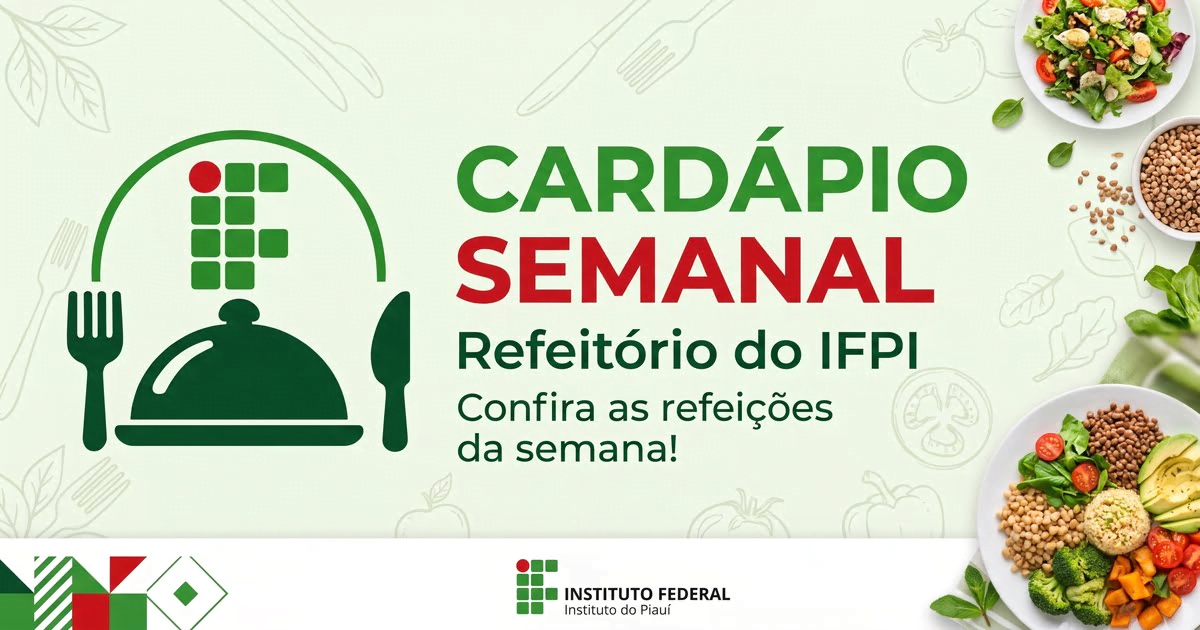 CARDÁPIO
SEMANAL
Refeitório do IFPI
Confira as refeições
da semana!
INSTITUTO FEDERAL
Instituto do Piauí